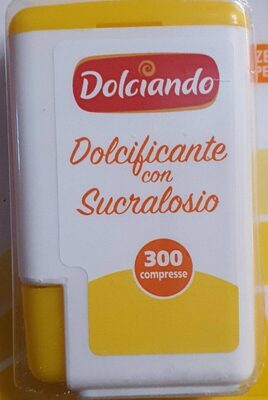 Dolciando
Dolcificante
con
Sucralosio
300
compresse